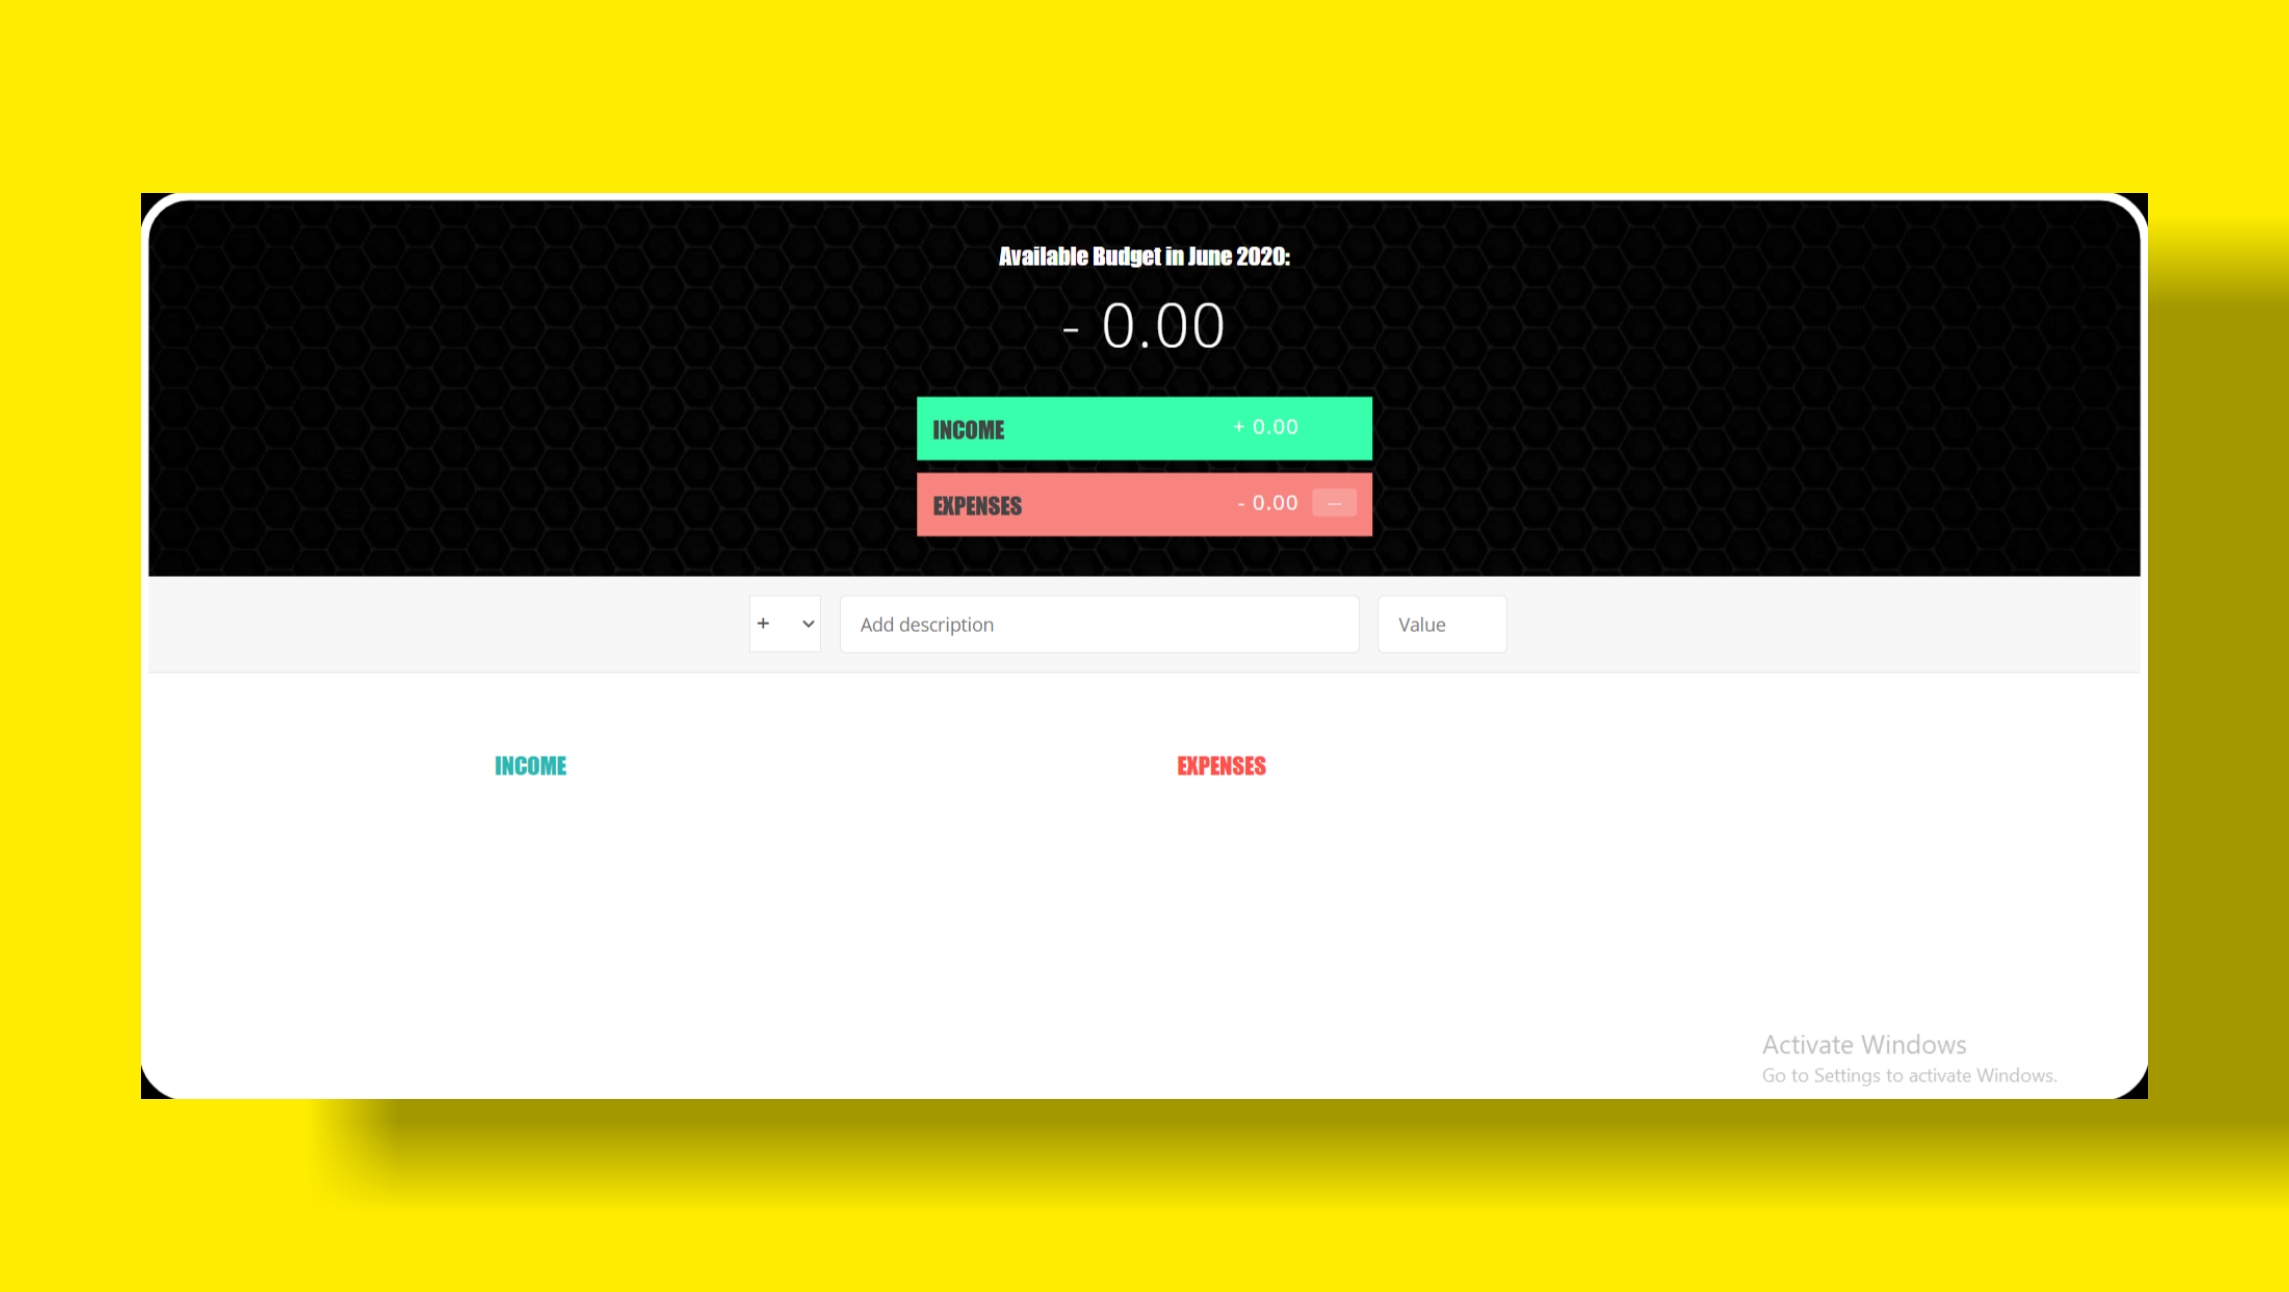 Available Budget in June 2020:
- 0.00
INCOME + 0.00
EXPENSES - 0.00 ---
+ Add description Value
INCOME EXPENSES
Activate Windows
Go to Settings to activate Windows.